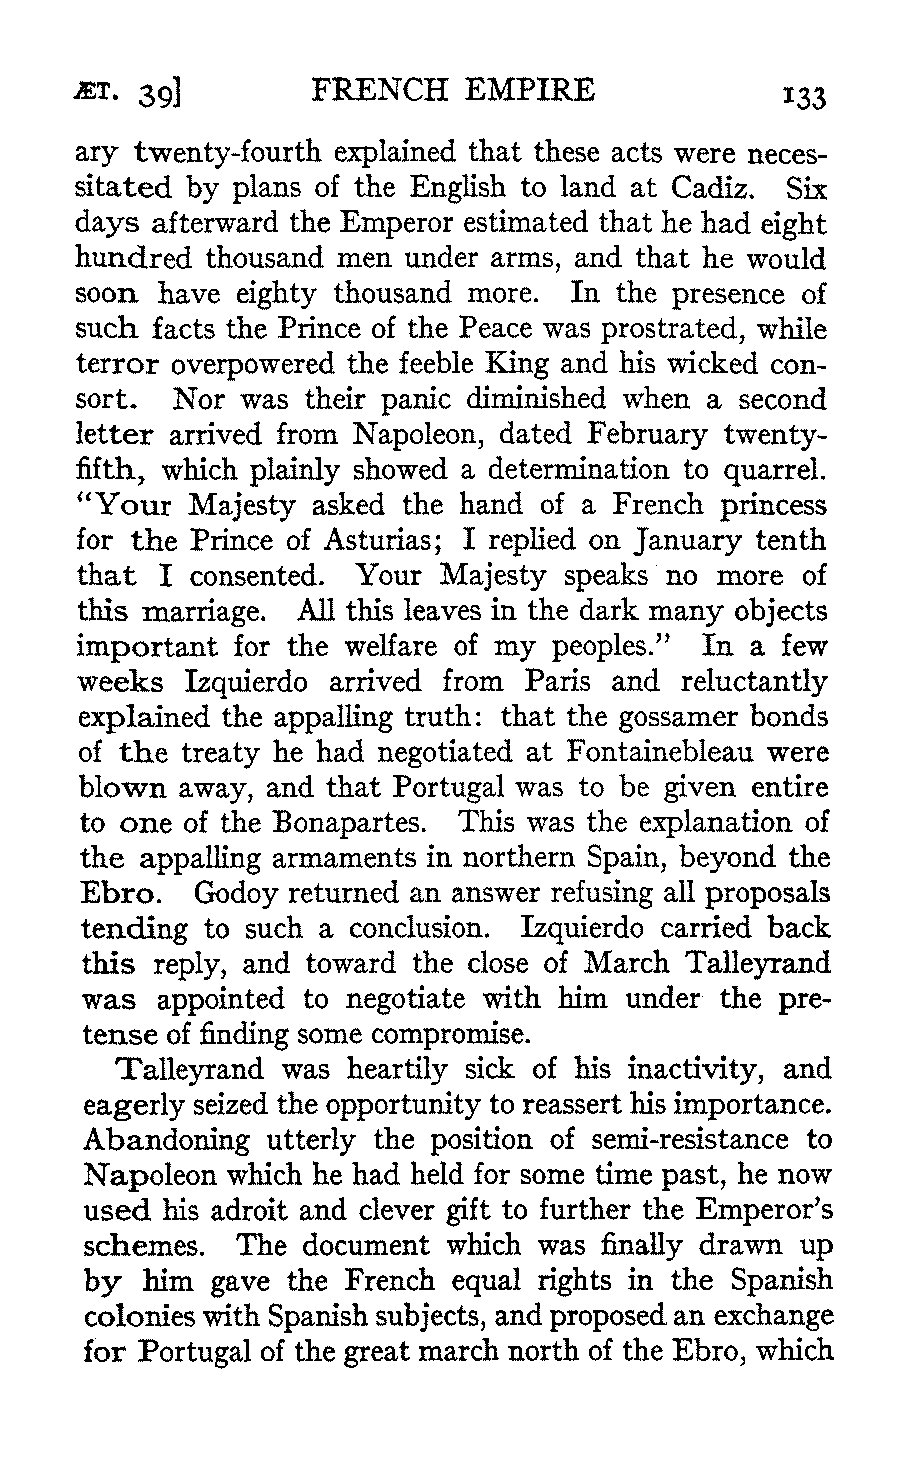 ÆT. 39] FRENCH EMPIRE 133
ary twenty-fourth explained that these acts were neces-
sitated by plans of the English to land at Cadiz. Six
days afterward the Emperor estimated that he had eight
hundred thousand men under arms, and that he would
soon have eighty thousand more. In the presence of
such facts the Prince of the Peace was prostrated, while
terror overpowered the feeble King and his wicked con-
sort. Nor was their panic diminished when a second
letter arrived from Napoleon, dated February twenty-
fifth, which plainly showed a determination to quarrel.
"Your Majesty asked the hand of a French princess
for the Prince of Asturias; I replied on January tenth
that I consented. Your Majesty speaks no more of
this marriage. All this leaves in the dark many objects
important for the welfare of my peoples." In a few
weeks Izquierdo arrived from Paris and reluctantly
explained the appalling truth: that the gossamer bonds
of the treaty he had negotiated at Fontainebleau were
blown away, and that Portugal was to be given entire
to one of the Bonapartes. This was the explanation of
the appalling armaments in northern Spain, beyond the
Ebro. Godoy returned an answer refusing all proposals
tending to such a conclusion. Izquierdo carried back
this reply, and toward the close of March Talleyrand
was appointed to negotiate with him under the pre-
tense of finding some compromise.
Talleyrand was heartily sick of his inactivity, and
eagerly seized the opportunity to reassert his importance.
Abandoning utterly the position of semi-resistance to
Napoleon which he had held for some time past, he now
used his adroit and clever gift to further the Emperor's
schemes. The document which was finally drawn up
by him gave the French equal rights in the Spanish
colonies with Spanish subjects, and proposed an exchange
for Portugal of the great march north of the Ebro, which